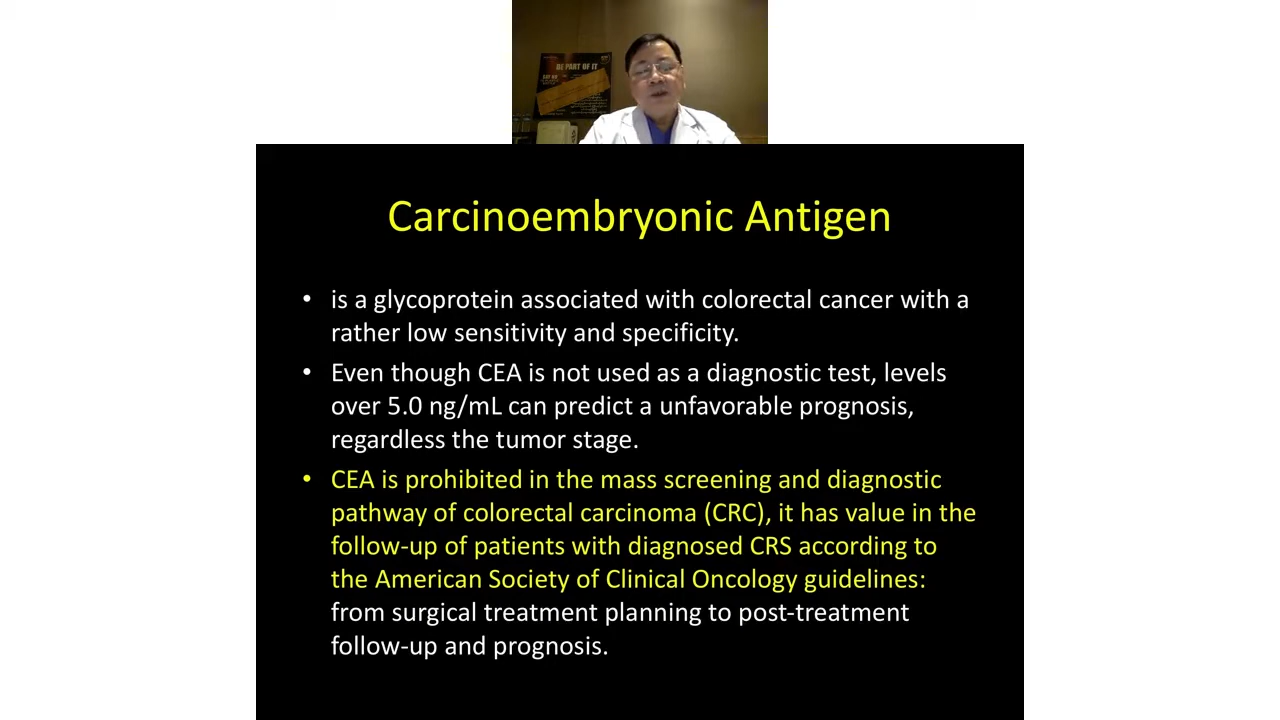 BE PART OF IT
Carcinoembryonic Antigen
• is a glycoprotein associated with colorectal cancer with a
rather low sensitivity and specificity.
• Even though CEA is not used as a diagnostic test, levels
over 5.0 ng/mL can predict a unfavorable prognosis,
regardless the tumor stage.
• CEA is prohibited in the mass screening and diagnostic
pathway of colorectal carcinoma (CRC), it has value in the
follow-up of patients with diagnosed CRS according to
the American Society of Clinical Oncology guidelines:
from surgical treatment planning to post-treatment
follow-up and prognosis.